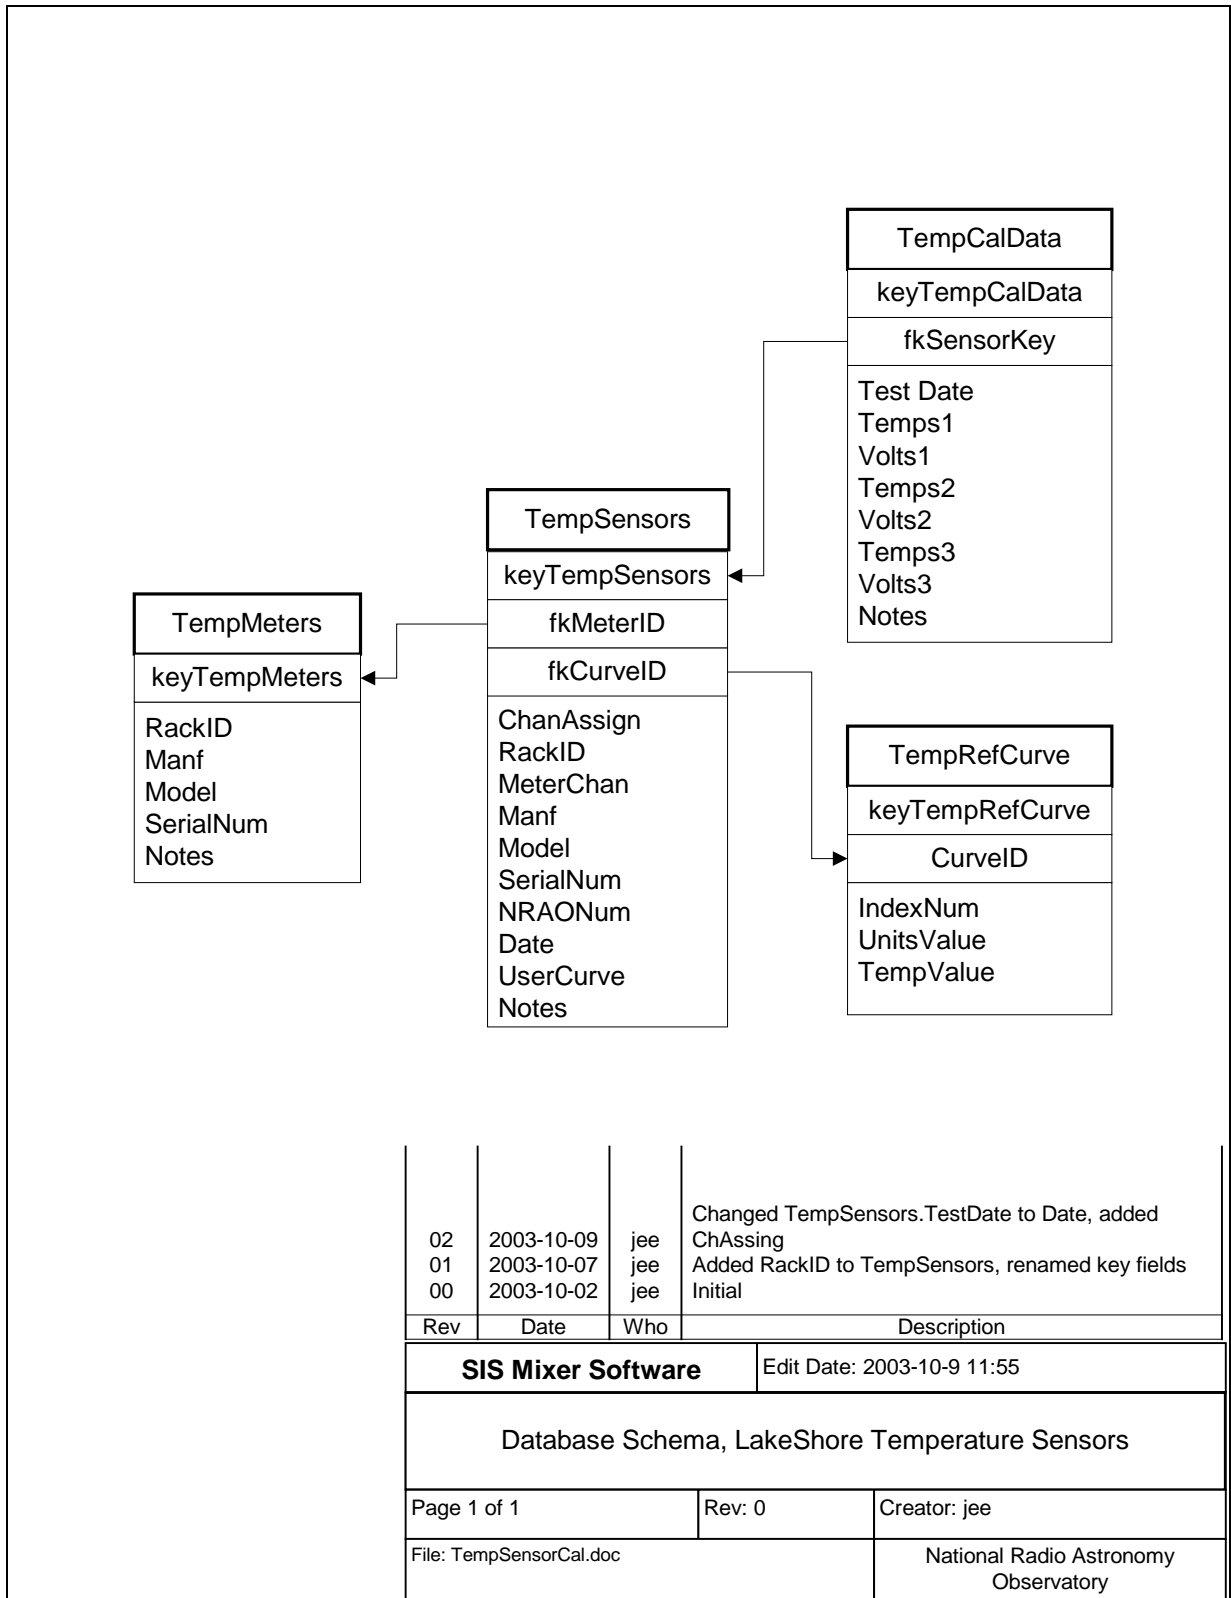 TempCalData
keyTempCalData
fkSensorKey
Test Date
Temps1
Volts1
Temps2
Volts2
Temps3
Volts3
Notes
TempSensors
keyTempSensors
fkMeterID
fkCurveID
ChanAssign
RackID
MeterChan
Manf
Model
SerialNum
NRAONum
Date
UserCurve
Notes
TempMeters
keyTempMeters
RackID
Manf
Model
SerialNum
Notes
TempRefCurve
keyTempRefCurve
CurveID
IndexNum
UnitsValue
TempValue
Changed TempSensors.TestDate to Date, added
02 2003-10-09 jee ChAssing
01 2003-10-07 jee Added RackID to TempSensors, renamed key fields
00 2003-10-02 jee Initial
Rev Date Who Description
SIS Mixer Software Edit Date: 2003-10-9 11:55
Database Schema, LakeShore Temperature Sensors
Page 1 of 1 Rev: 0 Creator: jee
File: TempSensorCal.doc National Radio Astronomy
Observatory